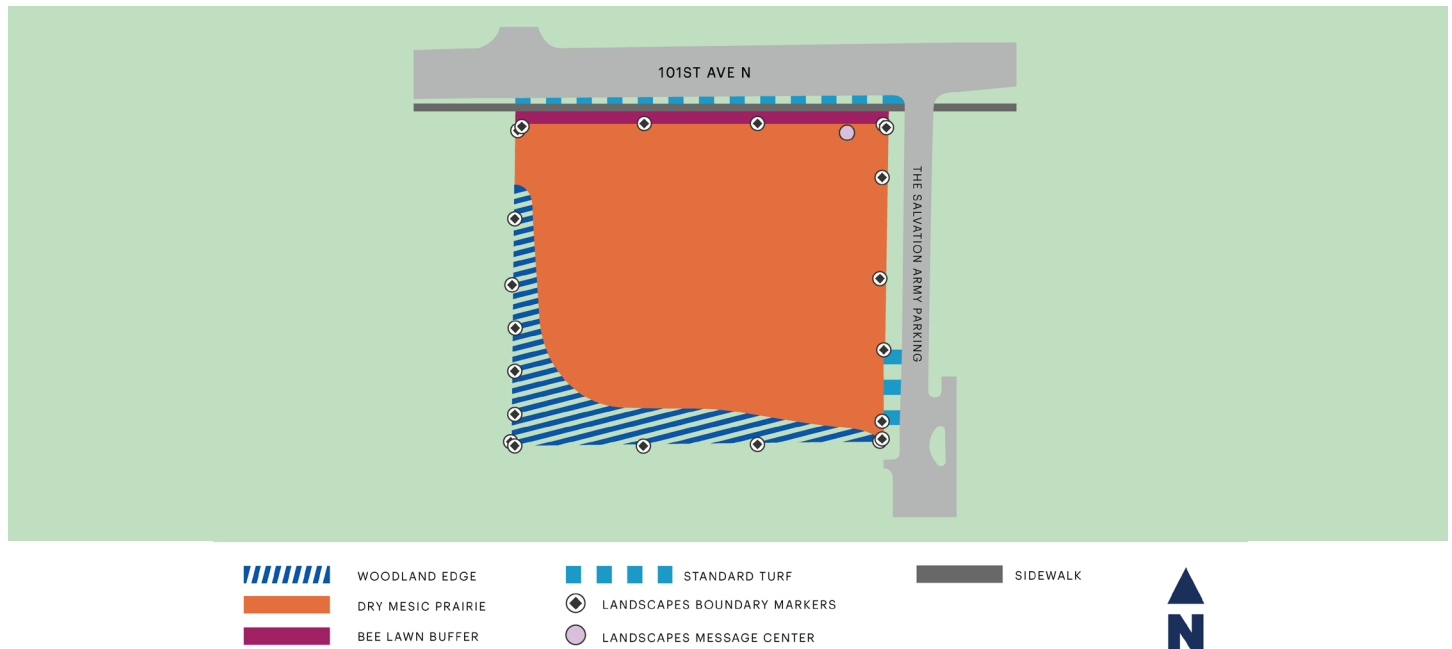 101ST AVE N
THE SALVATION ARMY PARKING
WOODLAND EDGE
STANDARD TURF
SIDEWALK
DRY MESIC PRAIRIE
LANDSCAPES BOUNDARY MARKERS
BEE LAWN BUFFER
LANDSCAPES MESSAGE CENTER
N